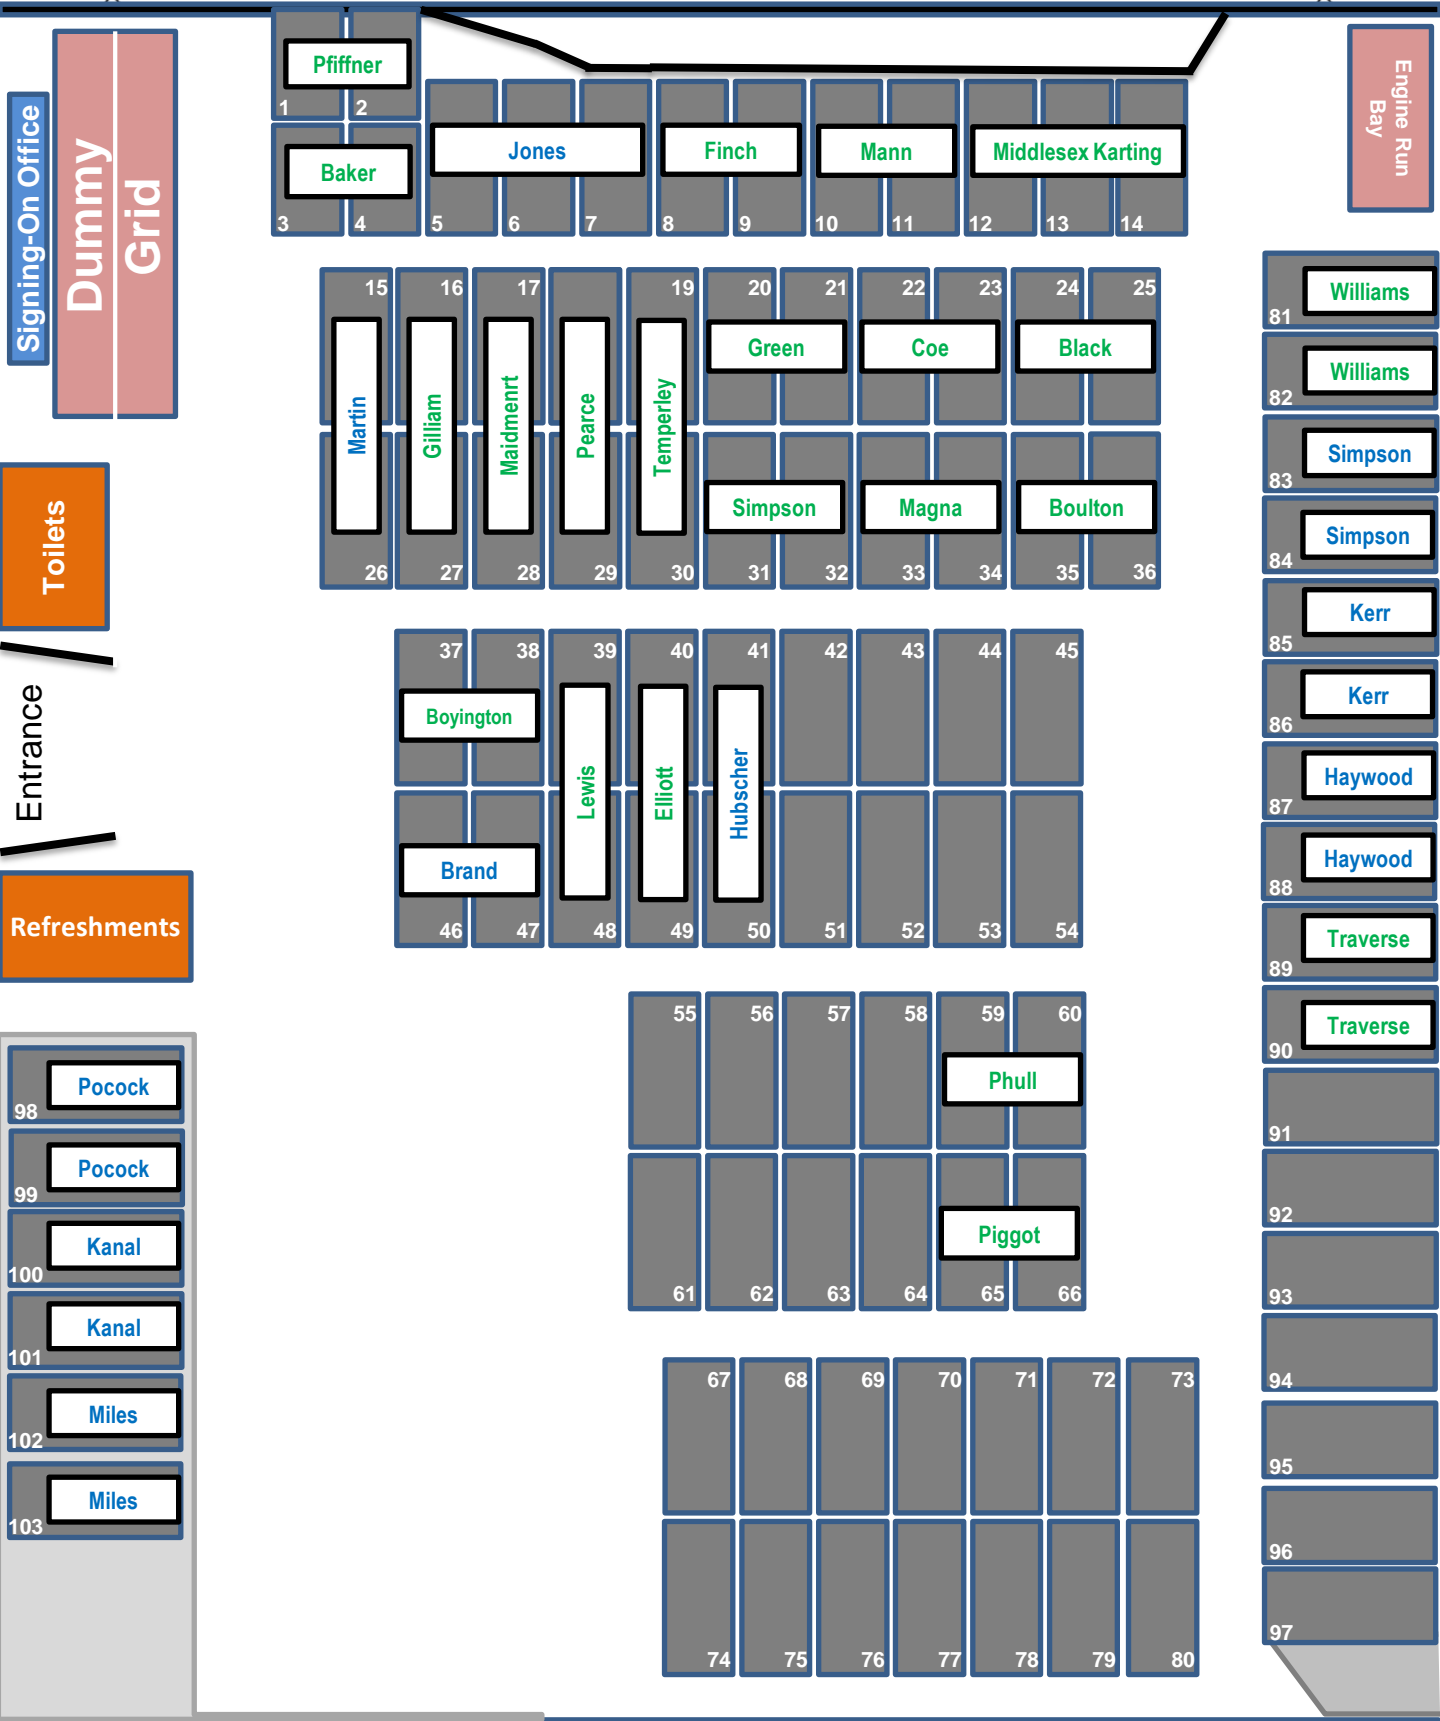 Signing-On Office
Dummy
Grid
Pfiffner
1 2
Baker
3 4
Jones
5 6 7
Finch
8 9
Mann
10 11
Middlesex Karting
12 13 14
Engine Run
Bay
15 16 17 19 20 21 22 23 24 25
Martin
Gilliam
Maidmenrt
Pearce
Temperley
Green
Coe
Black
Simpson
Magna
Boulton
26 27 28 29 30 31 32 33 34 35 36
Toilets
Entrance
Refreshments
37 38 39 40 41 42 43 44 45
Boyington
Lewis
Elliott
Hubscher
Brand
46 47 48 49 50 51 52 53 54
55 56 57 58 59 60
Phull
Piggot
61 62 63 64 65 66
67 68 69 70 71 72 73
74 75 76 77 78 79 80
Williams
81
Williams
82
Simpson
83
Simpson
84
Kerr
85
Kerr
86
Haywood
87
Haywood
88
Traverse
89
Traverse
90
91
92
93
94
95
96
97
Pocock
98
Pocock
99
Kanal
100
Kanal
101
Miles
102
Miles
103